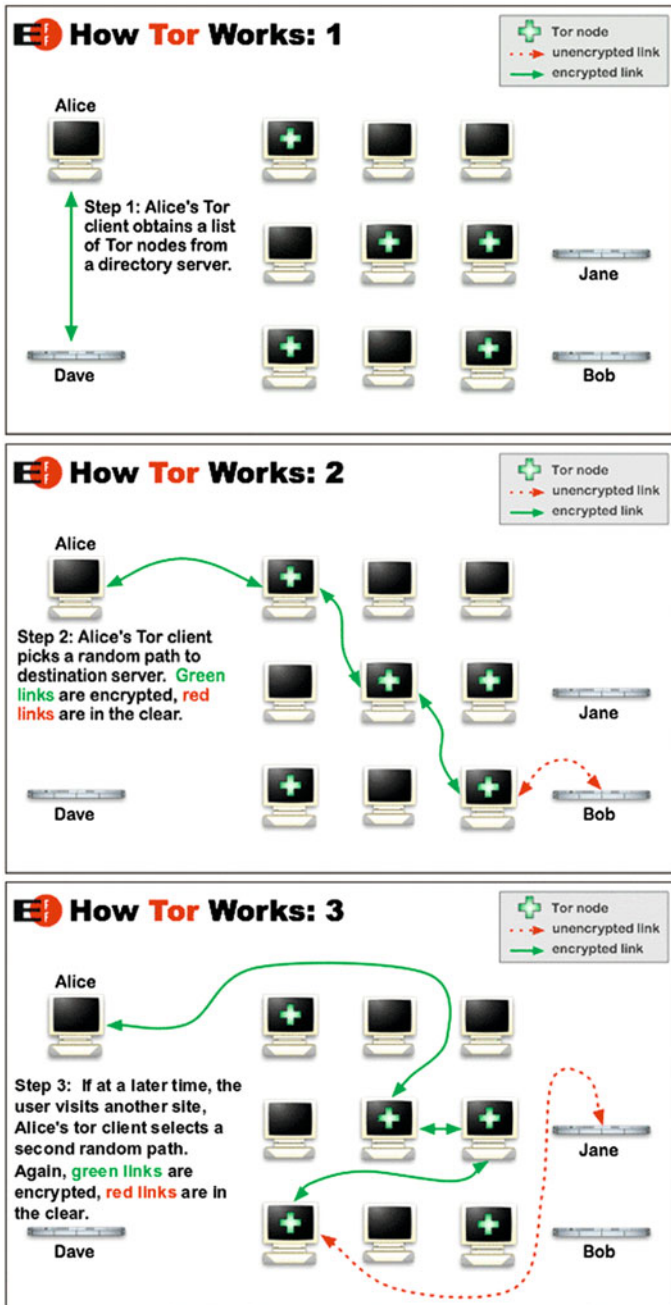 EFF How Tor Works: 1
Tor node
unencrypted link
encrypted link
Alice
Step 1: Alice's Tor
client obtains a list
of Tor nodes from
a directory server.
Jane
Dave
Bob
EFF How Tor Works: 2
Tor node
unencrypted link
encrypted link
Alice
Step 2: Alice's Tor client
picks a random path to
destination server. Green
links are encrypted, red
links are in the clear.
Jane
Dave
Bob
EFF How Tor Works: 3
Tor node
unencrypted link
encrypted link
Alice
Step 3: If at a later time, the
user visits another site,
Alice's tor client selects a
second random path.
Again, green links are
encrypted, red links are in
the clear.
Jane
Dave
Bob